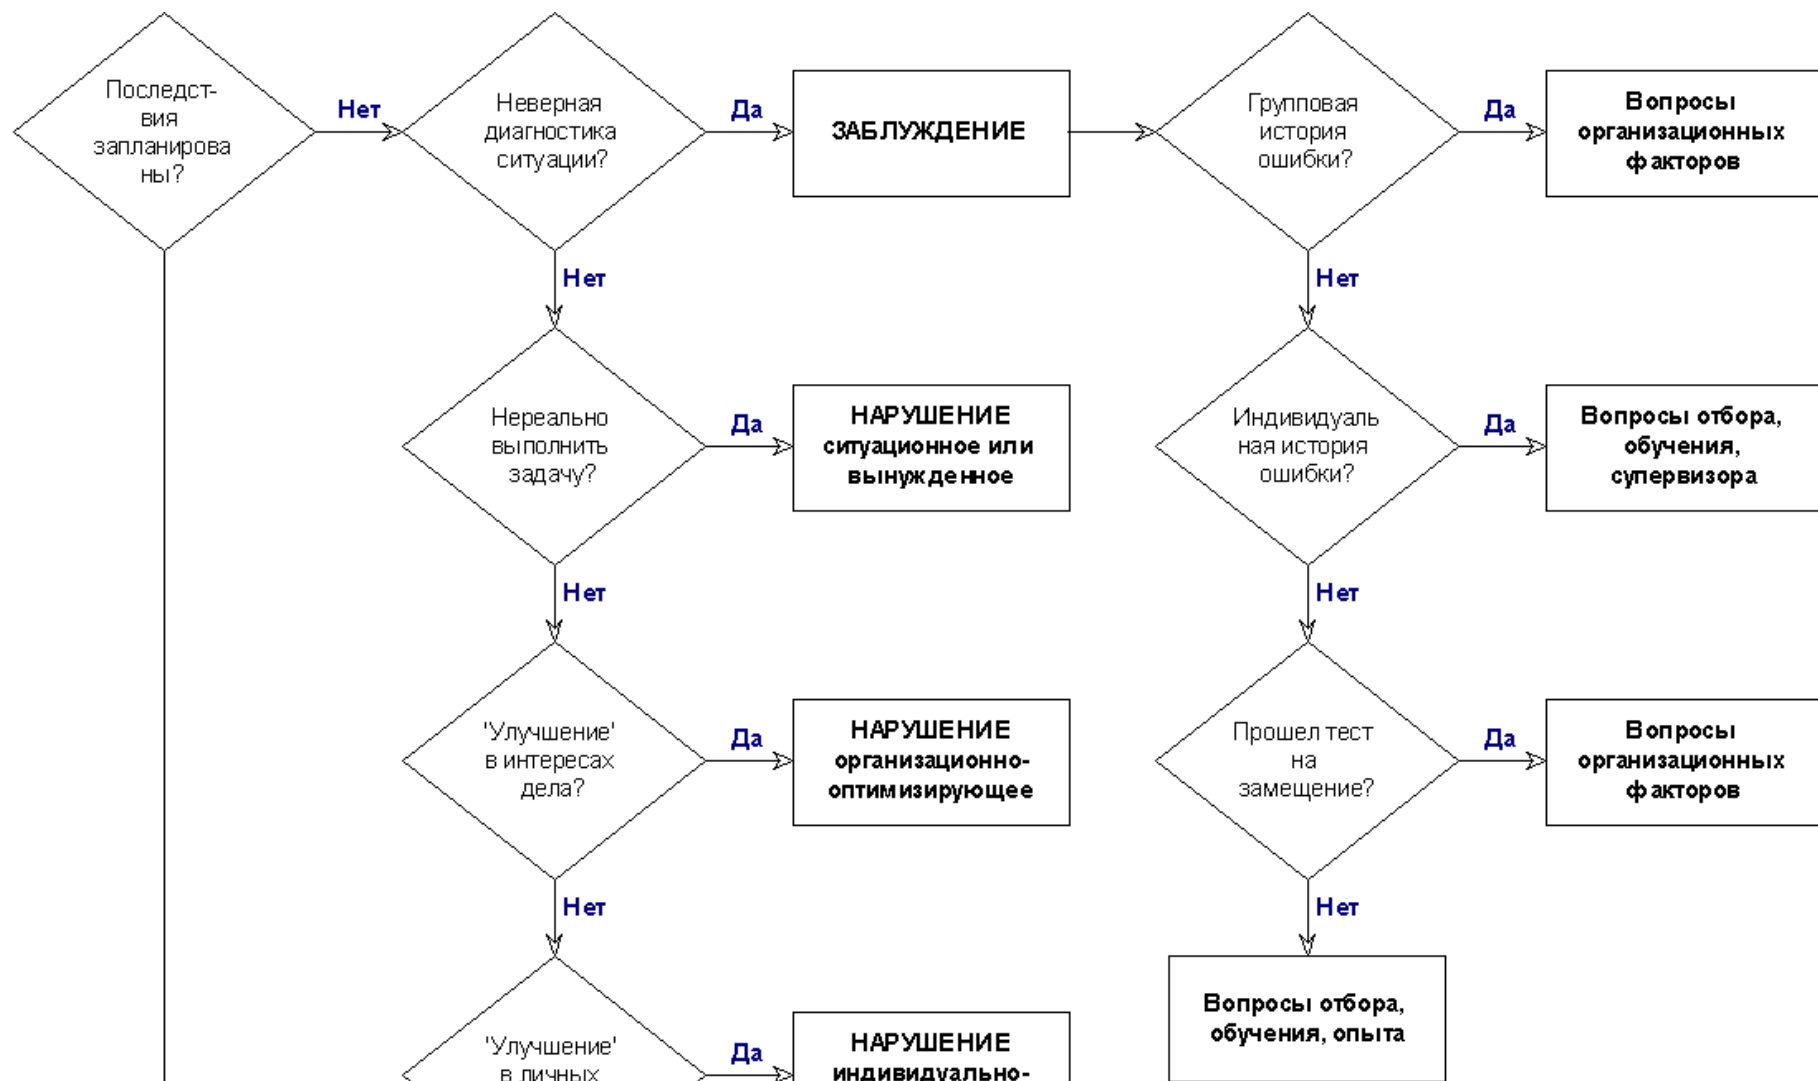 Последст-
вия
запланирова
ны?
Нет
Неверная
диагностика
ситуации?
Да
ЗАБЛУЖДЕНИЕ
Групповая
история
ошибки?
Да
Вопросы
организационных
факторов
Нет
Нет
Нереально
выполнить
задачу?
Да
НАРУШЕНИЕ
ситуационное или
вынужденное
Индивидуаль
ная история
ошибки?
Да
Вопросы отбора,
обучения,
супервизора
Нет
Нет
'Улучшение'
в интересах
дела?
Да
НАРУШЕНИЕ
организационно-
оптимизирующее
Прошел тест
на
замещение?
Да
Вопросы
организационных
факторов
Нет
Нет
'Улучшение'
в личных
Да
НАРУШЕНИЕ
индивидуально-
Вопросы отбора,
обучения, опыта